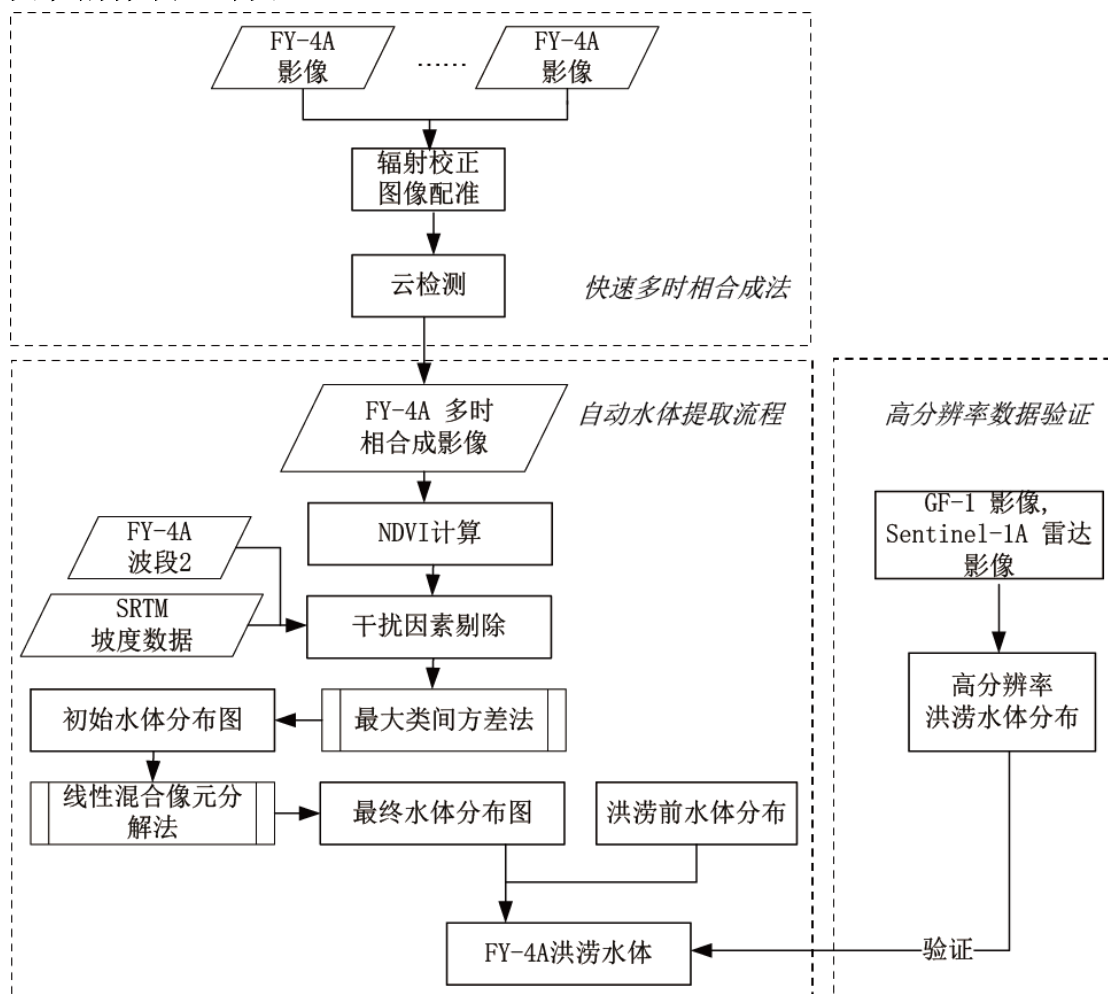 FY-4A
影像
......
FY-4A
影像
辐射校正
图像配准
云检测
快速多时相合成法
FY-4A 多时
相合成影像
自动水体提取流程
高分辨率数据验证
NDVI计算
FY-4A
波段2
GF-1 影像,
Sentinel-1A 雷达
影像
SRTM
坡度数据
干扰因素剔除
初始水体分布图
最大类间方差法
高分辨率
洪涝水体分布
线性混合像元分
解法
最终水体分布图
洪涝前水体分布
FY-4A洪涝水体
验证